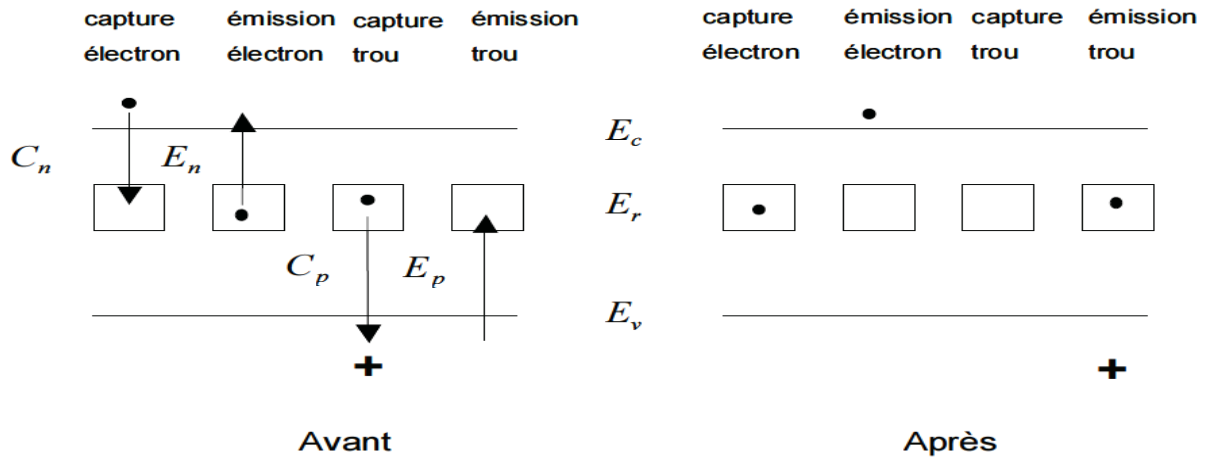 capture émission capture émission
électron électron trou trou
capture émission capture émission
électron électron trou trou
E_c
C_n E_n
E_r
C_p E_p
E_v
+
+
Avant Après